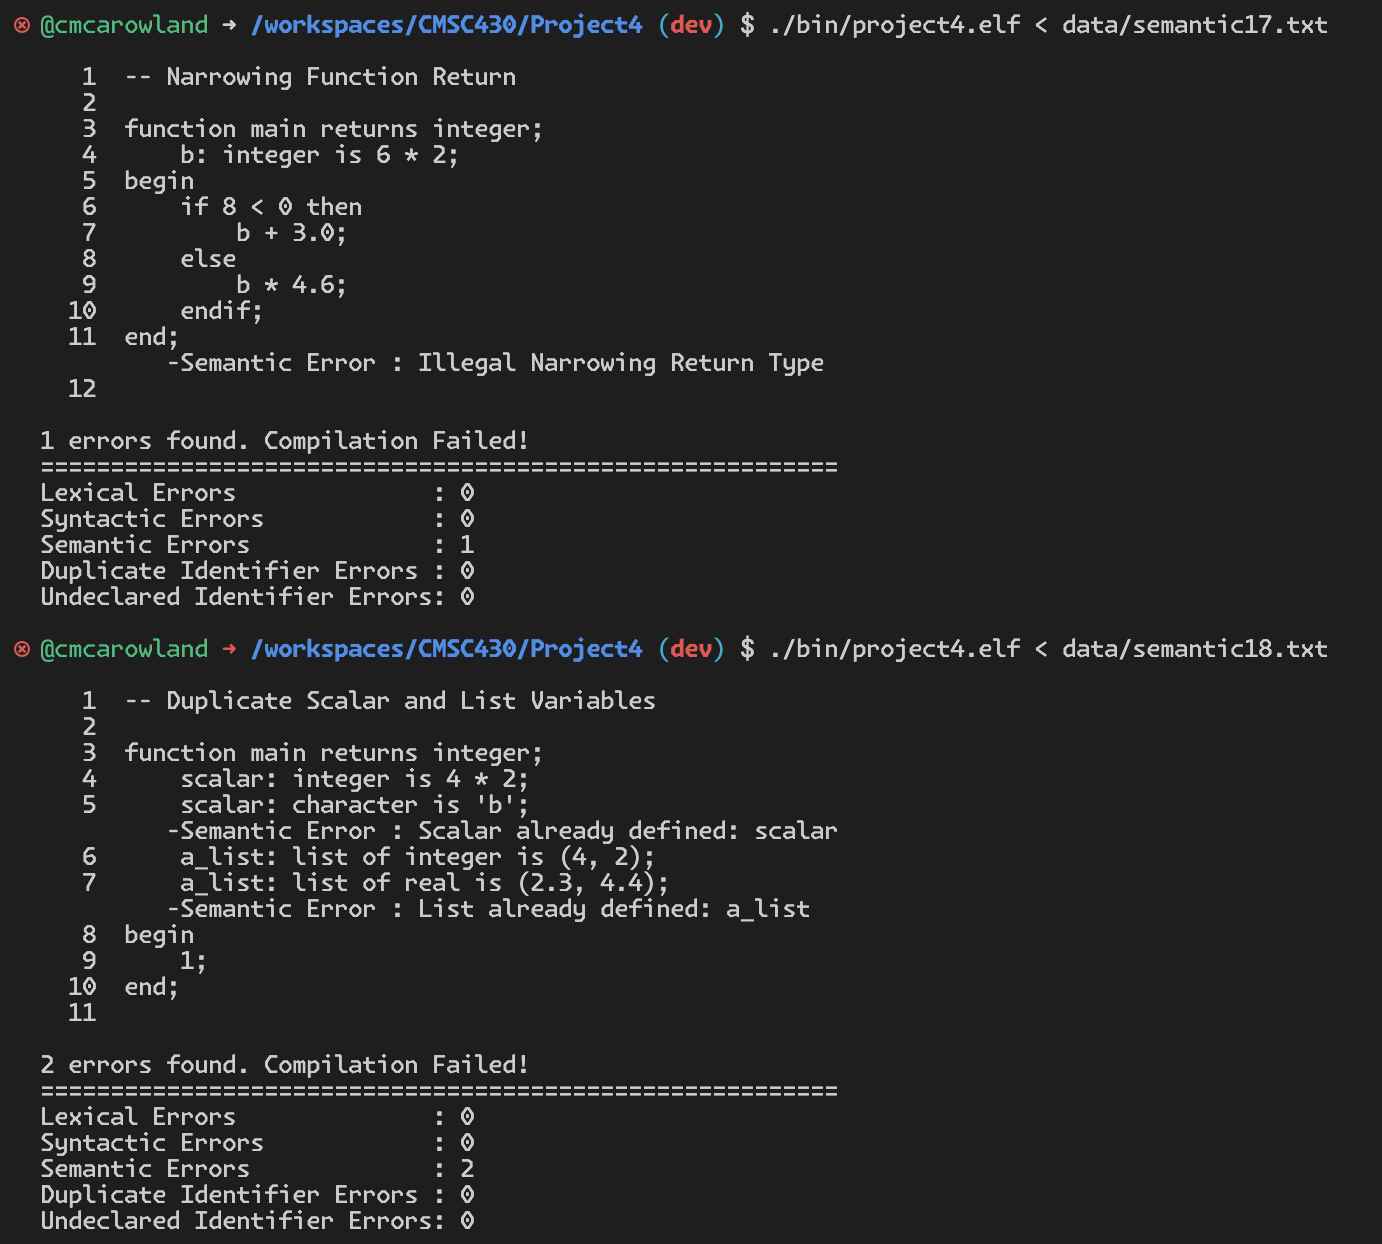 ⊗ @cmcarowland → /workspaces/CMSC430/Project4 (dev) $ ./bin/project4.elf < data/semantic17.txt
1 -- Narrowing Function Return
2
3 function main returns integer;
4 b: integer is 6 * 2;
5 begin
6 if 8 < 0 then
7 b + 3.0;
8 else
9 b * 4.6;
10 endif;
11 end;
-Semantic Error : Illegal Narrowing Return Type
12
1 errors found. Compilation Failed!
=========================================================
Lexical Errors : 0
Syntactic Errors : 0
Semantic Errors : 1
Duplicate Identifier Errors : 0
Undeclared Identifier Errors: 0
⊗ @cmcarowland → /workspaces/CMSC430/Project4 (dev) $ ./bin/project4.elf < data/semantic18.txt
1 -- Duplicate Scalar and List Variables
2
3 function main returns integer;
4 scalar: integer is 4 * 2;
5 scalar: character is 'b';
-Semantic Error : Scalar already defined: scalar
6 a_list: list of integer is (4, 2);
7 a_list: list of real is (2.3, 4.4);
-Semantic Error : List already defined: a_list
8 begin
9 1;
10 end;
11
2 errors found. Compilation Failed!
=========================================================
Lexical Errors : 0
Syntactic Errors : 0
Semantic Errors : 2
Duplicate Identifier Errors : 0
Undeclared Identifier Errors: 0